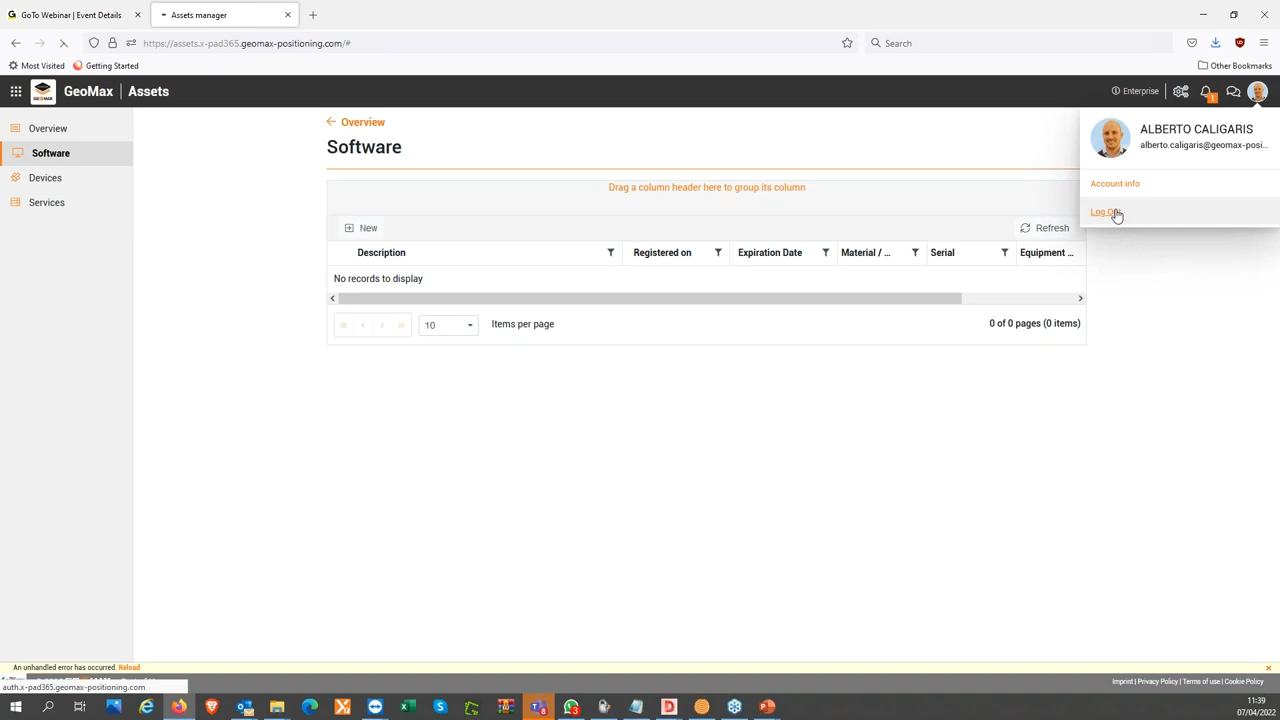 GoTo Webinar | Event Details
Assets manager
https://assets.x-pad365.geomax-positioning.com/#
Search
Most Visited
Getting Started
Other Bookmarks
GEOMAX
GeoMax
Assets
Enterprise
1
Overview
Software
Devices
Services
Overview
Software
ALBERTO CALIGARIS
alberto.caligaris@geomax-posi...
Account info
Drag a column header here to group its column
New
Refresh
Description
Registered on
Expiration Date
Material / ...
Serial
Equipment ...
No records to display
10
Items per page
0 of 0 pages (0 items)
An unhandled error has occurred. Reload
auth.x-pad365.geomax-positioning.com
Imprint | Privacy Policy | Terms of use | Cookie Policy
11:39
07/04/2022